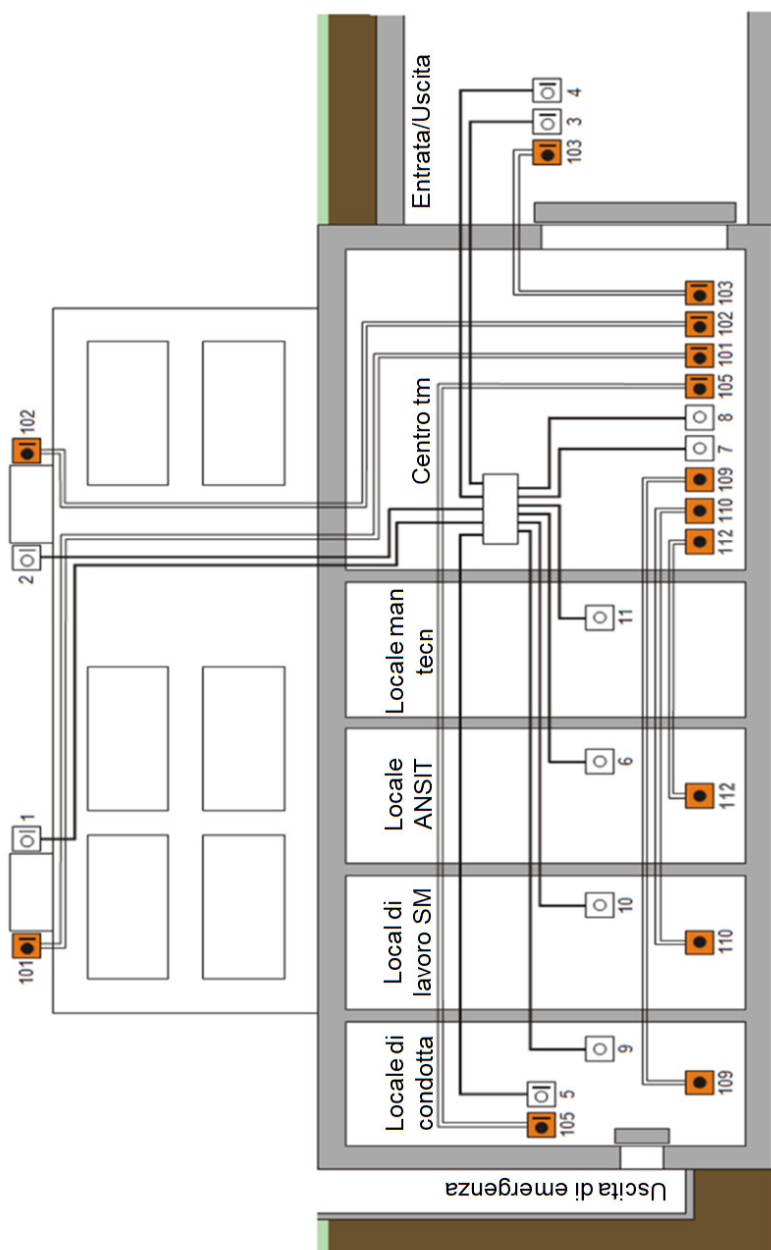 101
1
2
102
Uscita di emergenza
Locale di
condotta
Local di
lavoro SM
Locale
ANSIT
Locale man
tecn
Centro tm
Entrata/Uscita
105
5
103
3
4
9
10
6
11
109
110
112
112
110
109
7
8
105
101
102
103